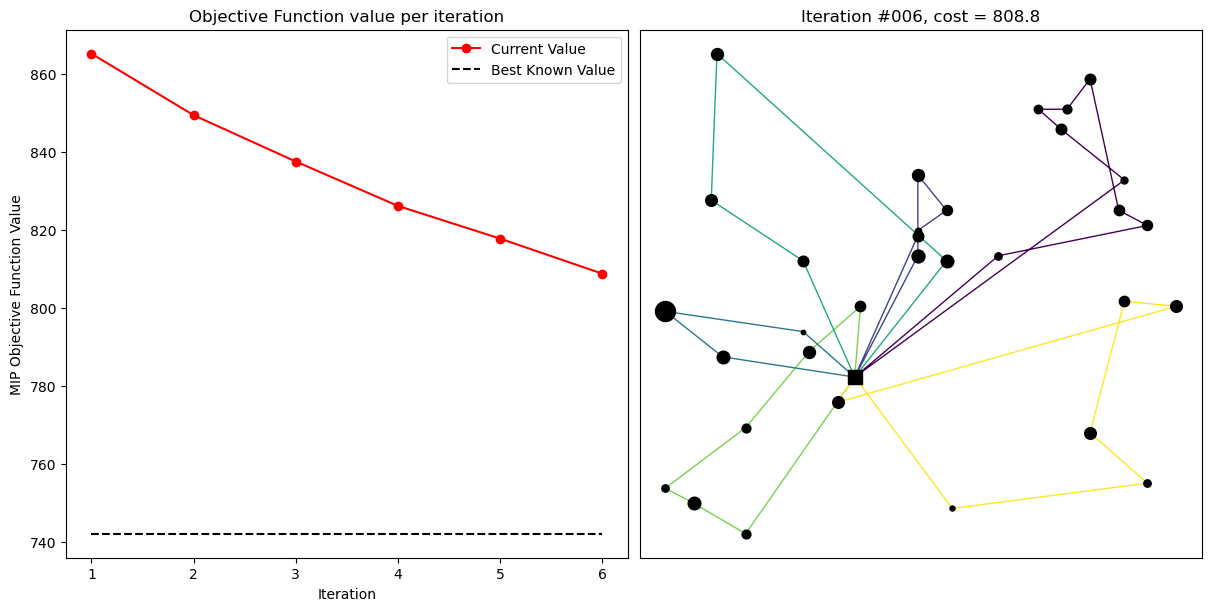 Objective Function value per iteration
Current Value
Best Known Value
860
840
820
800
780
760
740
MIP Objective Function Value
1 2 3 4 5 6
Iteration
Iteration #006, cost = 808.8